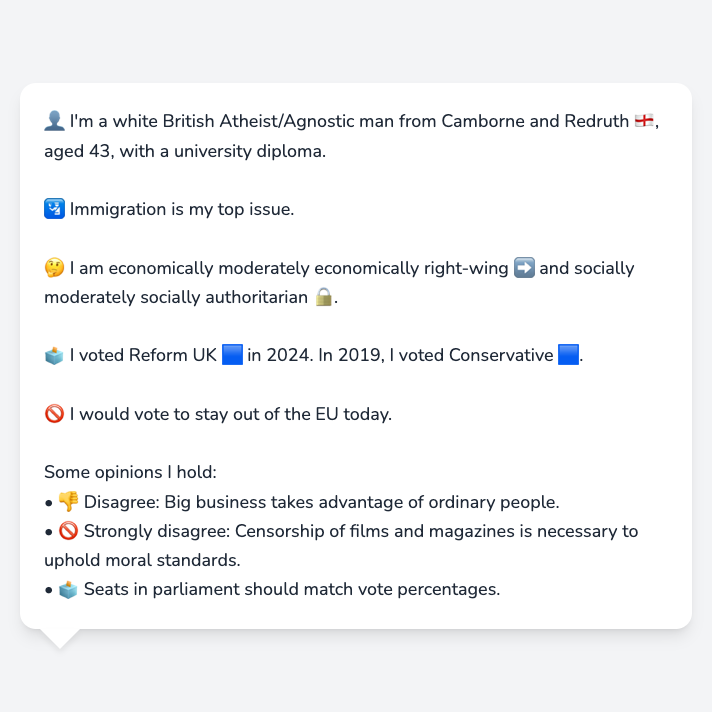 👤 I'm a white British Atheist/Agnostic man from Camborne and Redruth 🏴󠁧󠁢󠁥󠁮󠁧󠁿,
aged 43, with a university diploma.
🛂 Immigration is my top issue.
🤔 I am economically moderately economically right-wing ➡️ and socially
moderately socially authoritarian 🔒.
🗳️ I voted Reform UK 🟦 in 2024. In 2019, I voted Conservative 🟦.
🚫 I would vote to stay out of the EU today.
Some opinions I hold:
• 👎 Disagree: Big business takes advantage of ordinary people.
• 🚫 Strongly disagree: Censorship of films and magazines is necessary to
uphold moral standards.
• 🗳️ Seats in parliament should match vote percentages.